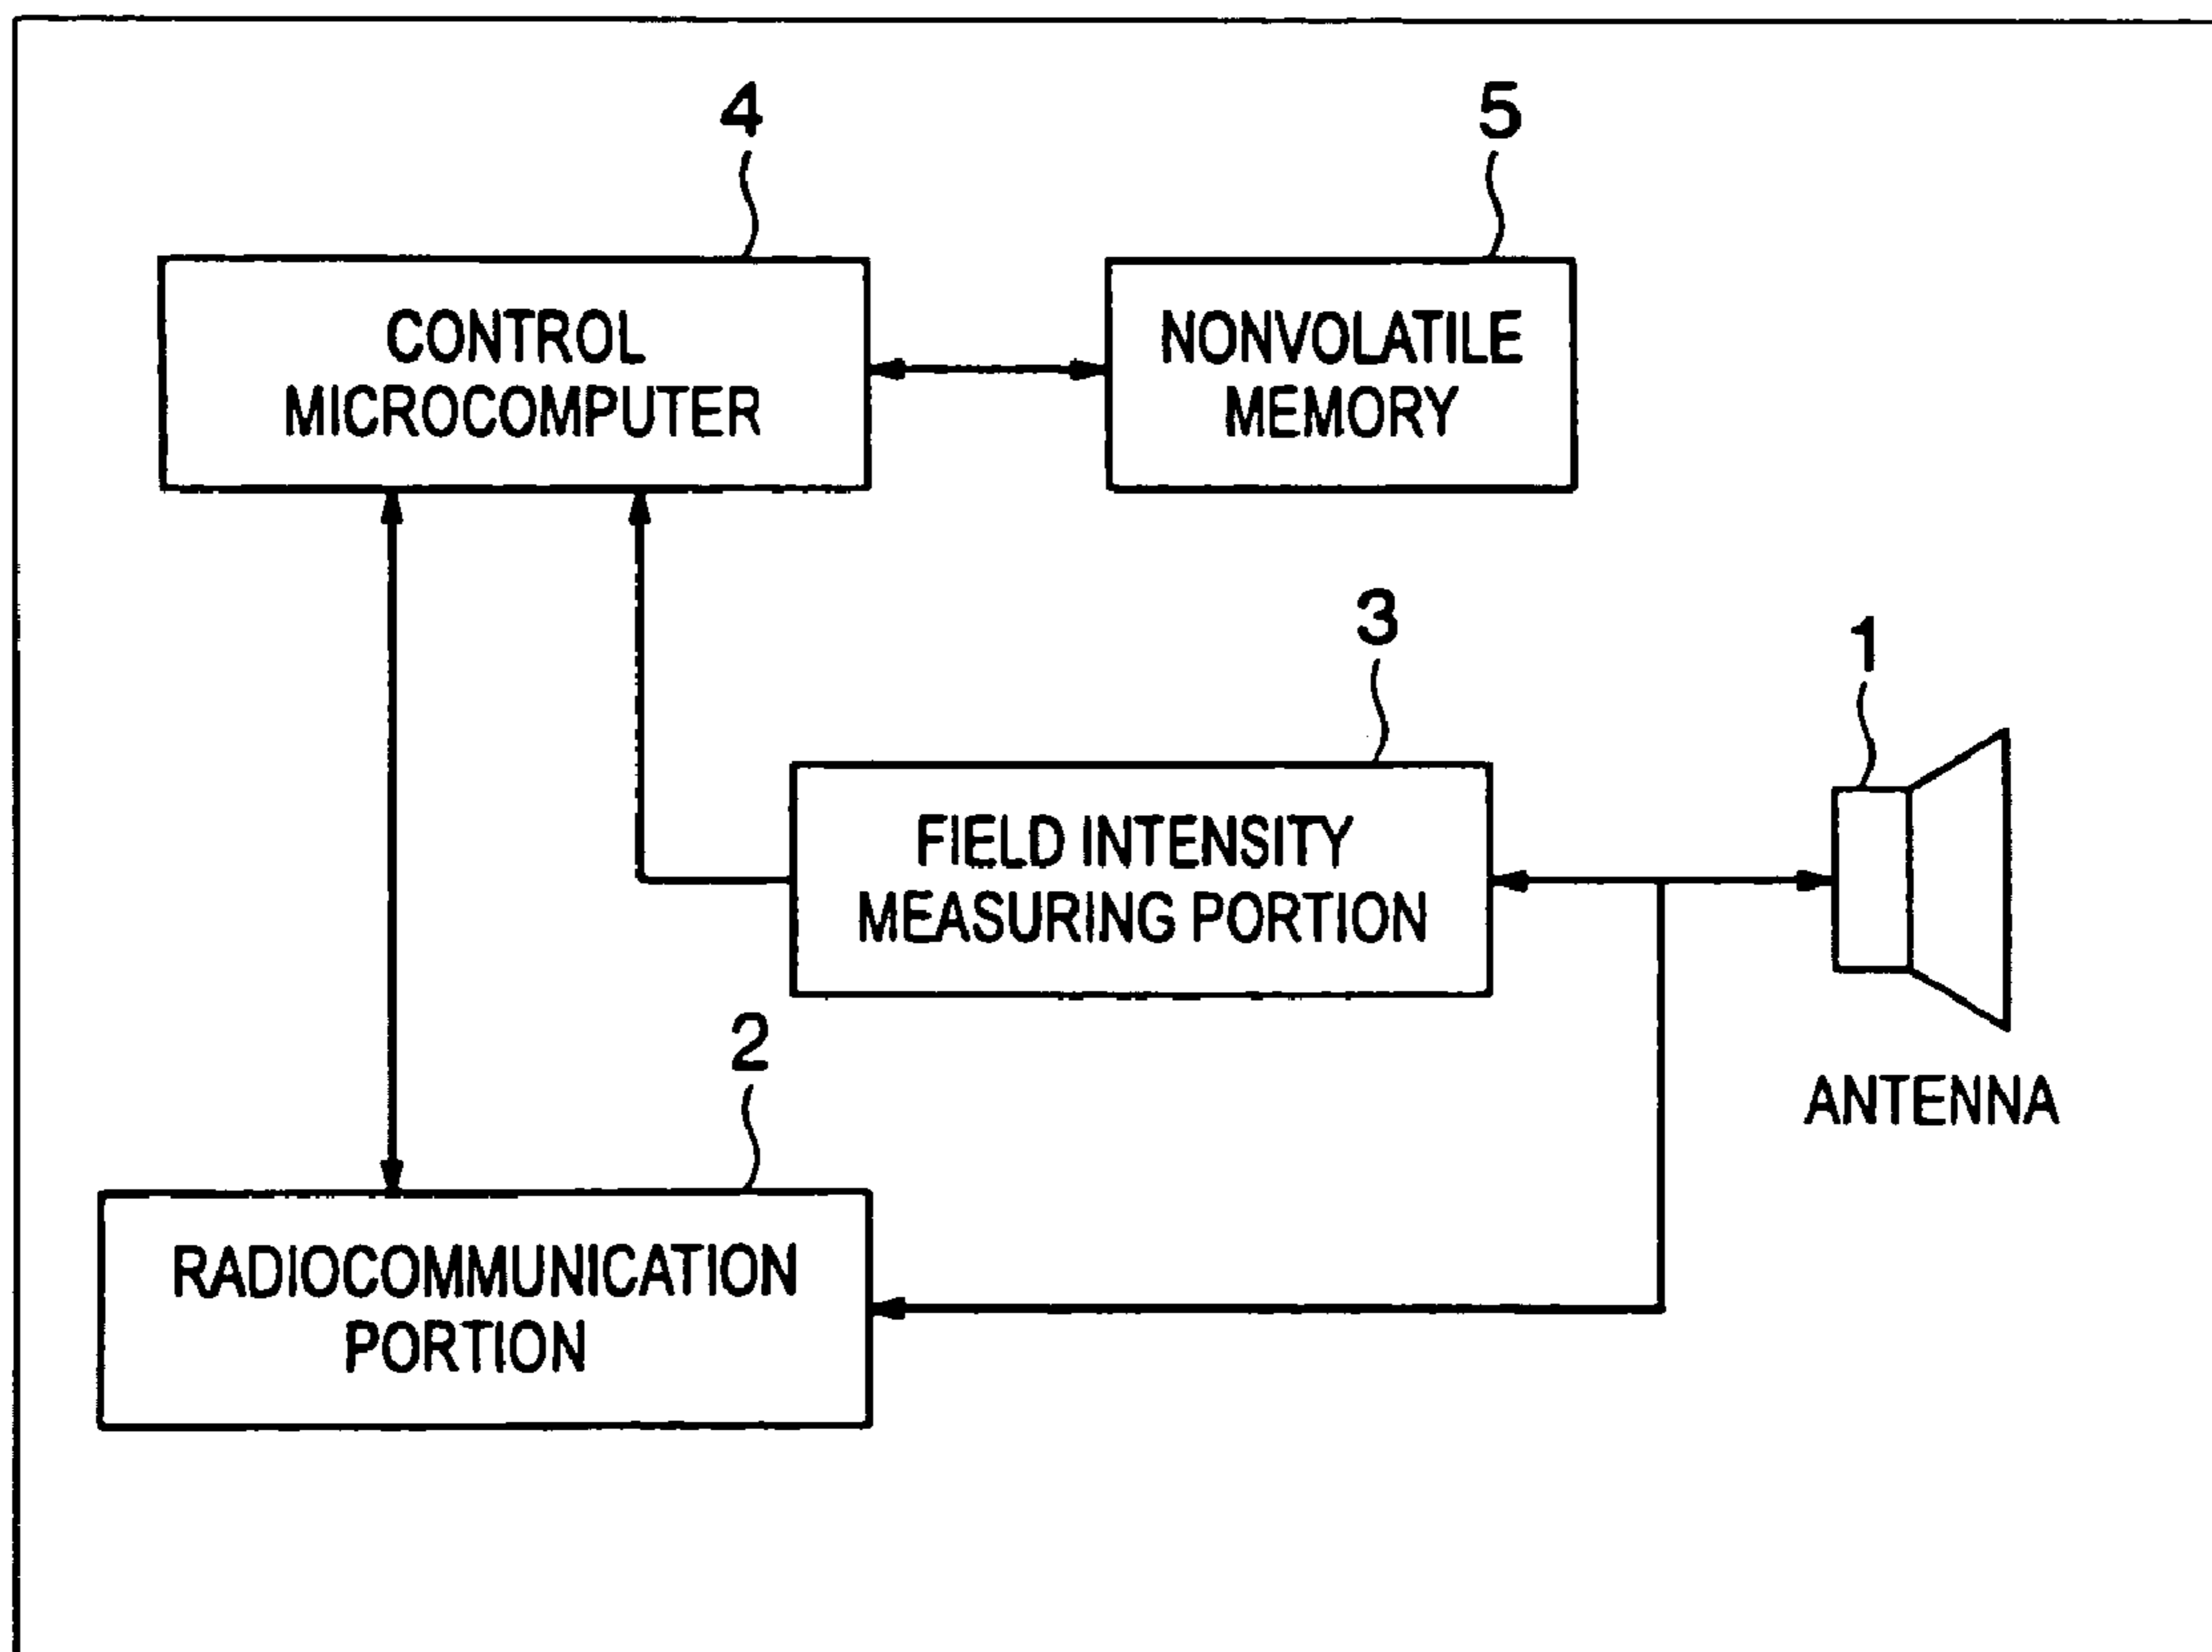 4
5
CONTROL
MICROCOMPUTER
NONVOLATILE
MEMORY
3
1
FIELD INTENSITY
MEASURING PORTION
ANTENNA
2
RADIOCOMMUNICATION
PORTION